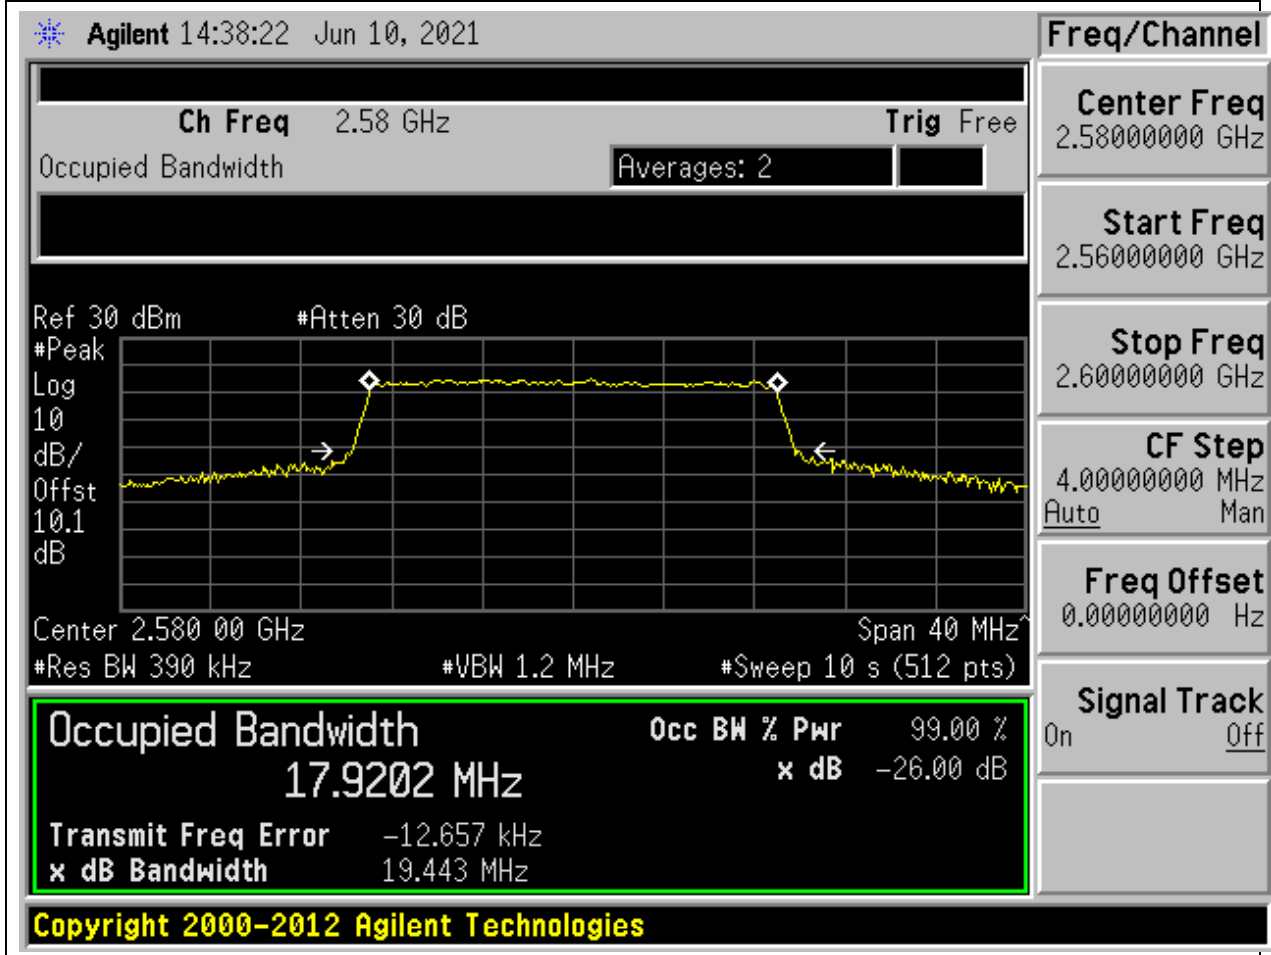 Agilent 14:38:22 Jun 10, 2021
Freq/Channel
Ch Freq 2.58 GHz
Trig Free
Occupied Bandwidth
Averages: 2
Ref 30 dBm
#Atten 30 dB
#Peak
Log
10
dB/
Offst
10.1
dB
Center 2.580 00 GHz
Span 40 MHz^
#Res BW 390 kHz
#VBW 1.2 MHz
#Sweep 10 s (512 pts)
Occupied Bandwidth
17.9202 MHz
Occ BW % Pwr 99.00 %
x dB -26.00 dB
Transmit Freq Error -12.657 kHz
x dB Bandwidth 19.443 MHz
Copyright 2000-2012 Agilent Technologies
Center Freq
2.58000000 GHz
Start Freq
2.56000000 GHz
Stop Freq
2.60000000 GHz
CF Step
4.00000000 MHz
Auto Man
Freq Offset
0.00000000 Hz
Signal Track
On Off